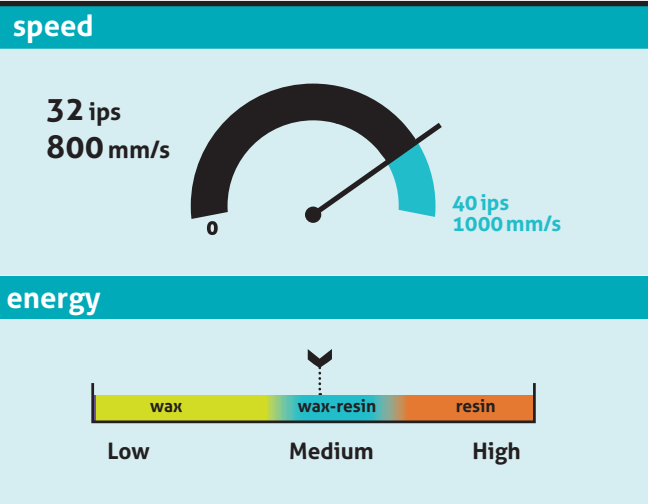 speed
32 ips
800 mm/s
0
40 ips
1000 mm/s
energy
wax wax-resin resin
Low Medium High